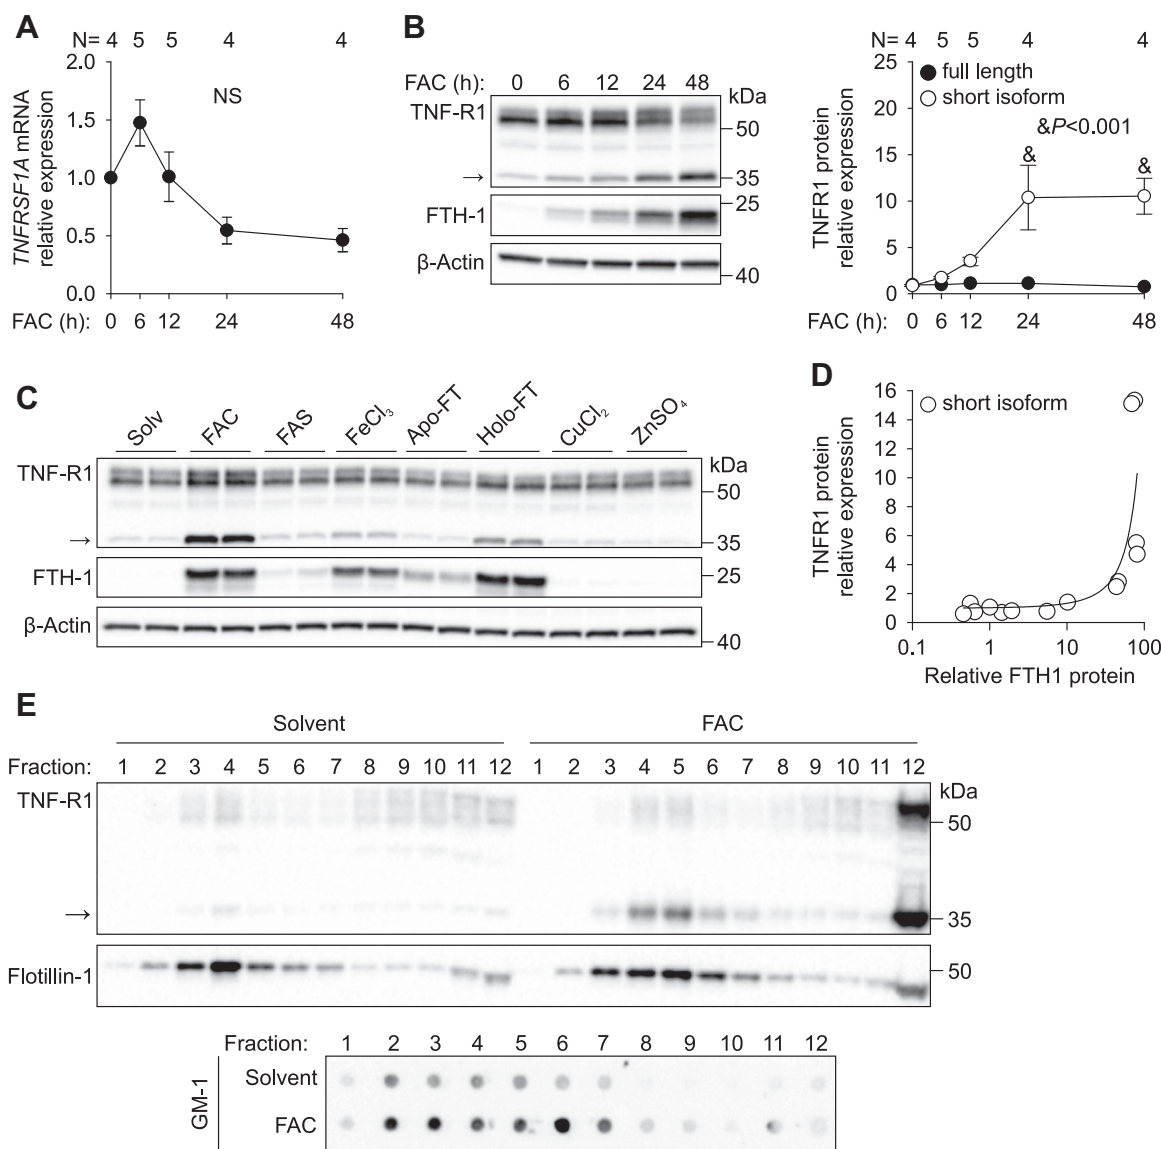 A
N= 4 5 5 4 4
TNFRSF1A mRNA
relative expression
2.0
1.5
1.0
0.5
0.0
NS
FAC (h): 0 6 12 24 48
B
FAC (h): 0 6 12 24 48
kDa
TNF-R1
50
→
35
FTH-1
25
β-Actin
40
N= 4 5 5 4 4
TNFR1 protein
relative expression
25
20
15
10
5
0
full length
short isoform
&P<0.001
&
&
FAC (h): 0 6 12 24 48
C
Solv FAC FAS FeCl₃ Apo-FT Holo-FT CuCl₂ ZnSO₄
kDa
TNF-R1
50
→
35
FTH-1
25
β-Actin
40
D
TNFR1 protein
relative expression
16
14
12
10
8
6
4
2
0
short isoform
0.1 1 10 100
Relative FTH1 protein
E
Solvent FAC
Fraction: 1 2 3 4 5 6 7 8 9 10 11 12 1 2 3 4 5 6 7 8 9 10 11 12
TNF-R1
kDa
50
→
35
Flotillin-1
50
Fraction: 1 2 3 4 5 6 7 8 9 10 11 12
GM-1
Solvent
FAC